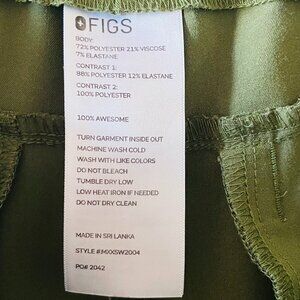 FIGS
BODY:
72% POLYESTER 21% VISCOSE
7% ELASTANE
CONTRAST 1:
88% POLYESTER 12% ELASTANE
CONTRAST 2:
100% POLYESTER
100% AWESOME
TURN GARMENT INSIDE OUT
MACHINE WASH COLD
WASH WITH LIKE COLORS
DO NOT BLEACH
TUMBLE DRY LOW
LOW HEAT IRON IF NEEDED
DO NOT DRY CLEAN
MADE IN SRI LANKA
STYLE #MXXSW2004
PO# 2042